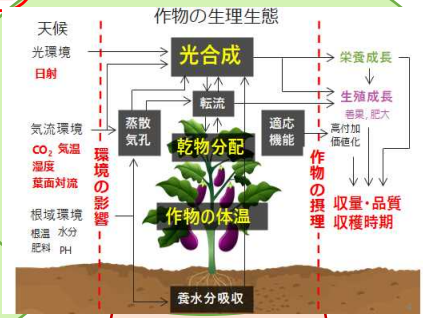 作物の生理生態
天候
光環境
日射
気流環境
CO2 気温
湿度
葉面対流
根域環境
根温 水分
肥料 PH
環境の影響
光合成
転流
蒸散
気孔
適応
機能
乾物分配
作物の体温
養水分吸収
作物の摂理
栄養成長
生殖成長
着果, 肥大
高付加
価値化
収量・品質
収穫時期